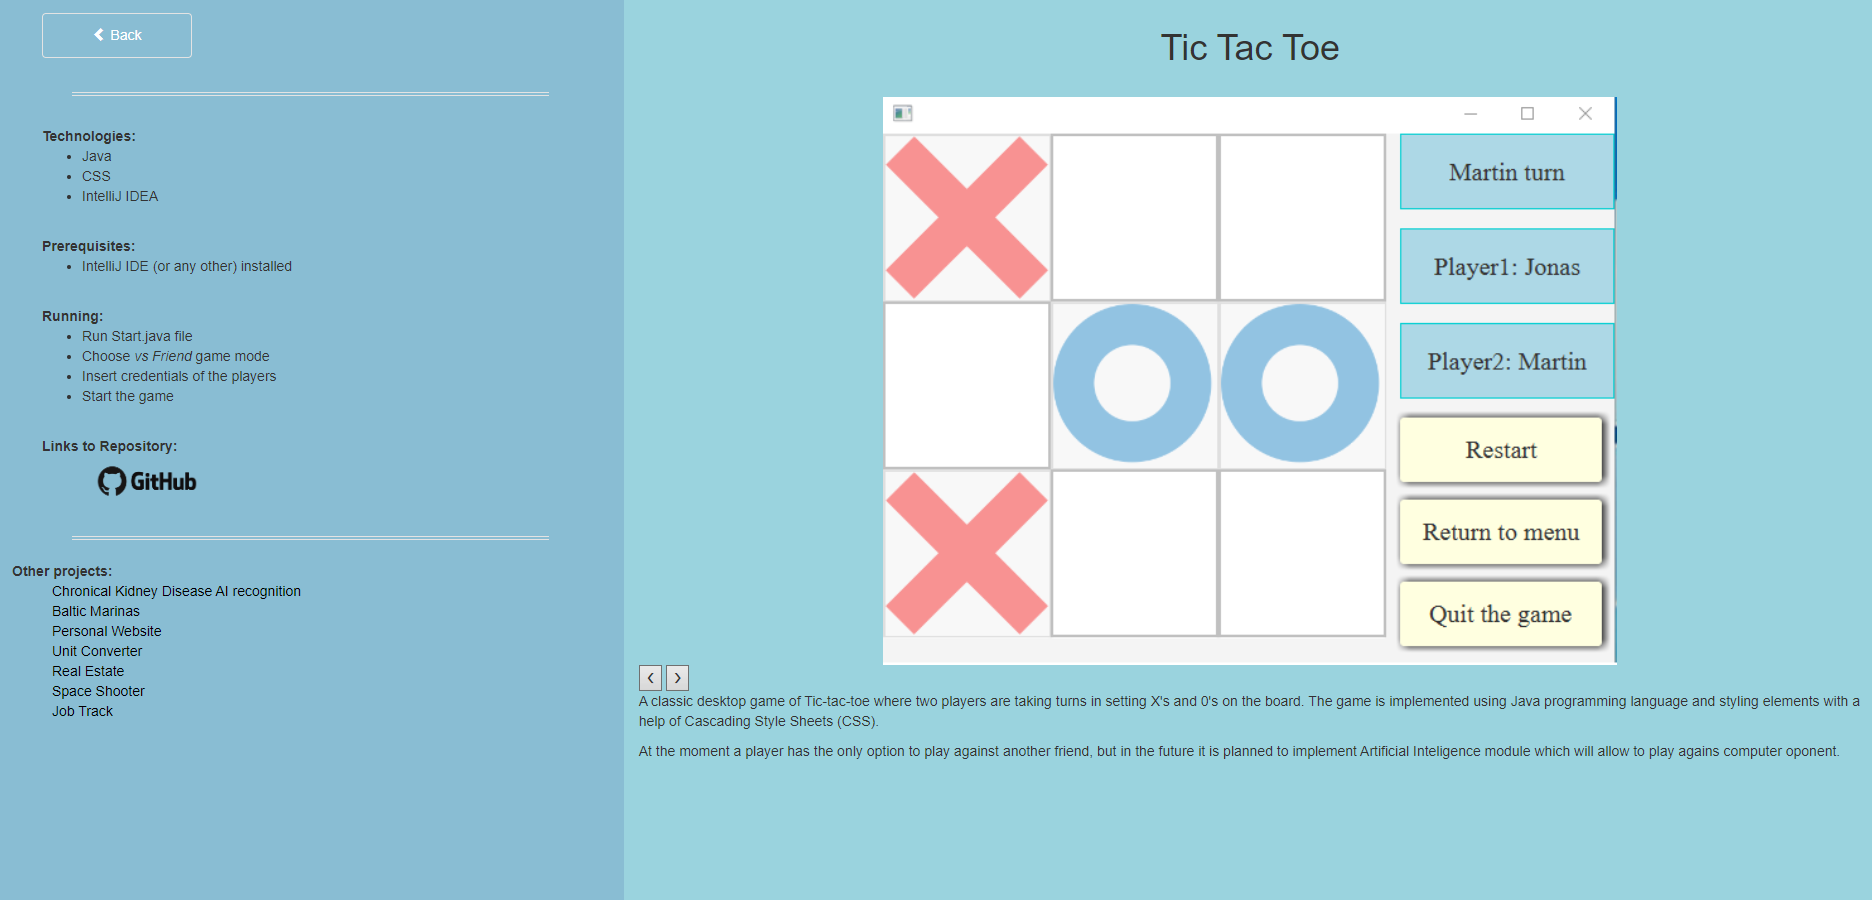 Back
Technologies:
Java
CSS
IntelliJ IDEA
Prerequisites:
IntelliJ IDE (or any other) installed
Running:
Run Start.java file
Choose vs Friend game mode
Insert credentials of the players
Start the game
Links to Repository:
GitHub
Other projects:
Chronical Kidney Disease AI recognition
Baltic Marinas
Personal Website
Unit Converter
Real Estate
Space Shooter
Job Track
Tic Tac Toe
Martin turn
Player1: Jonas
Player2: Martin
Restart
Return to menu
Quit the game
A classic desktop game of Tic-tac-toe where two players are taking turns in setting X's and 0's on the board. The game is implemented using Java programming language and styling elements with a
help of Cascading Style Sheets (CSS).
At the moment a player has the only option to play against another friend, but in the future it is planned to implement Artificial Inteligence module which will allow to play agains computer oponent.